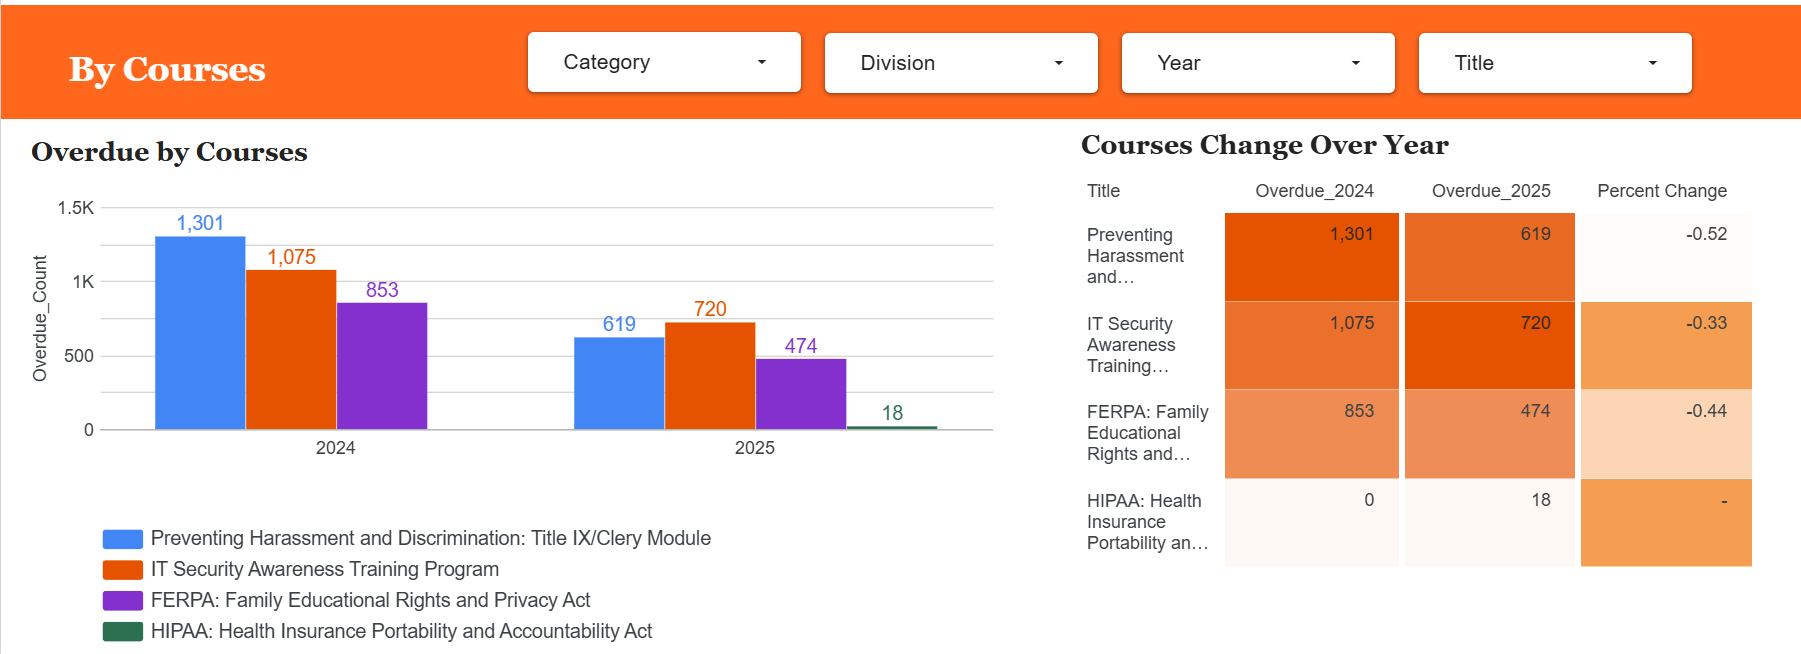 By Courses
Category
Division
Year
Title
Overdue by Courses
Overdue_Count
1.5K
1K
500
0
1,301
1,075
853
619
720
474
18
2024
2025
Preventing Harassment and Discrimination: Title IX/Clery Module
IT Security Awareness Training Program
FERPA: Family Educational Rights and Privacy Act
HIPAA: Health Insurance Portability and Accountability Act
Courses Change Over Year
Title Overdue_2024 Overdue_2025 Percent Change
Preventing 1,301 619 -0.52
Harassment
and...
IT Security 1,075 720 -0.33
Awareness
Training...
FERPA: Family 853 474 -0.44
Educational
Rights and...
HIPAA: Health 0 18 -
Insurance
Portability an...